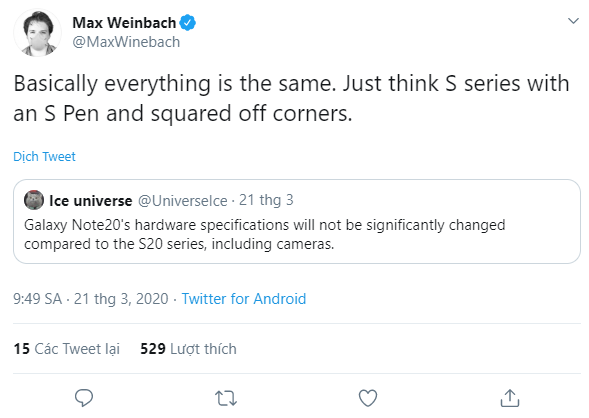 Max Weinbach
@MaxWinebach
Basically everything is the same. Just think S series with
an S Pen and squared off corners.
Dịch Tweet
Ice universe @UniverseIce · 21 thg 3
Galaxy Note20's hardware specifications will not be significantly changed
compared to the S20 series, including cameras.
9:49 SA · 21 thg 3, 2020 · Twitter for Android
15 Các Tweet lại 529 Lượt thích